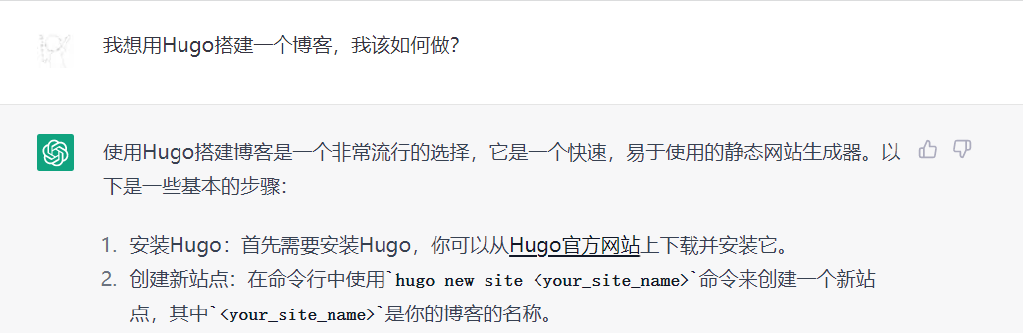 我想用Hugo搭建一个博客，我该如何做？
使用Hugo搭建博客是一个非常流行的选择，它是一个快速，易于使用的静态网站生成器。以
下是一些基本的步骤：
1. 安装Hugo：首先需要安装Hugo，你可以从Hugo官方网站上下载并安装它。
2. 创建新站点：在命令行中使用`hugo new site <your_site_name>`命令来创建一个新站
点，其中`<your_site_name>`是你的博客的名称。